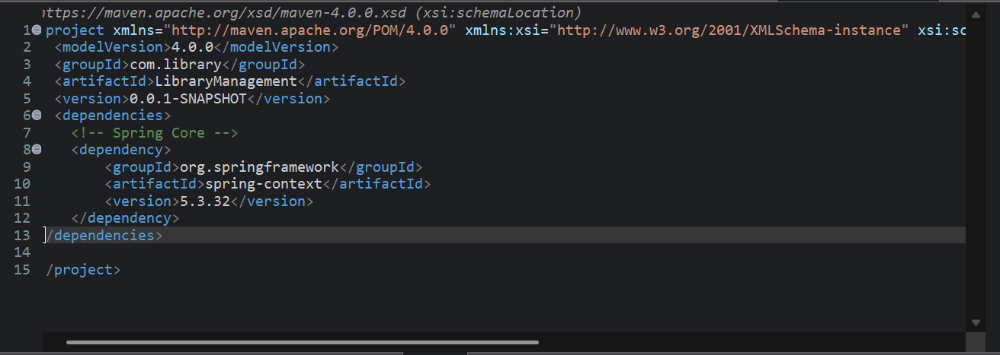 https://maven.apache.org/xsd/maven-4.0.0.xsd (xsi:schemaLocation)
1 project xmlns="http://maven.apache.org/POM/4.0.0" xmlns:xsi="http://www.w3.org/2001/XMLSchema-instance" xsi:sc
2 <modelVersion>4.0.0</modelVersion>
3 <groupId>com.library</groupId>
4 <artifactId>LibraryManagement</artifactId>
5 <version>0.0.1-SNAPSHOT</version>
6 <dependencies>
7 <!-- Spring Core -->
8 <dependency>
9 <groupId>org.springframework</groupId>
10 <artifactId>spring-context</artifactId>
11 <version>5.3.32</version>
12 </dependency>
13 /dependencies>
14
15 /project>